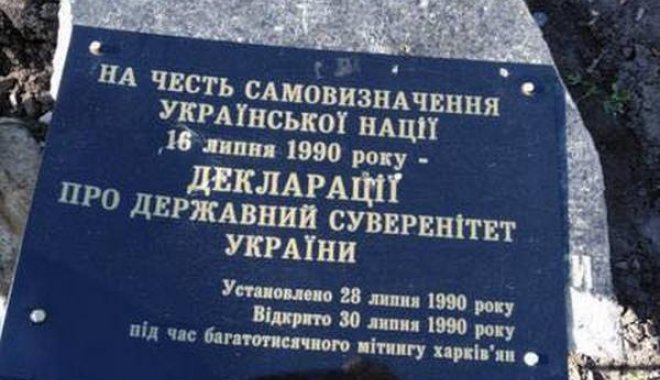 НА ЧЕСТЬ САМОВИЗНАЧЕННЯ
УКРАЇНСЬКОЇ НАЦІЇ
16 липня 1990 року -
ДЕКЛАРАЦІЇ
ПРО ДЕРЖАВНИЙ СУВЕРЕНІТЕТ
УКРАЇНИ
Установлено 28 липня 1990 року
Відкрито 30 липня 1990 року
під час багатотисячного мітингу харків'ян